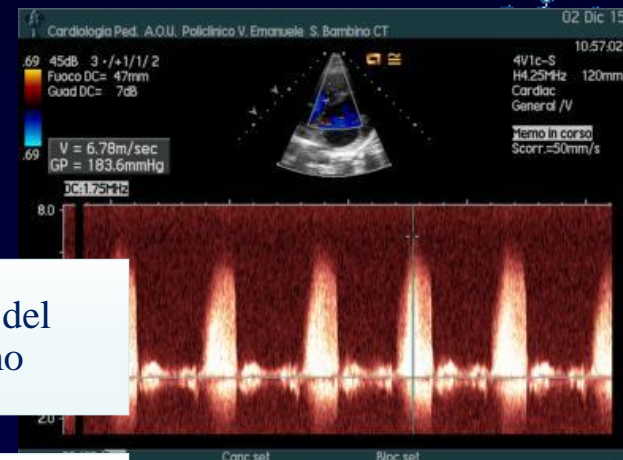 02 Dic 15
Cardiologia Ped. A.O.U. Policlinico V. Emanuele S. Bambino CT
10:57:02
.69 45dB 3 ·/+1/1/ 2
Fuoco DC= 47mm
Guad DC= 7dB
4V1c-S
H4.25MHz 120mm
Cardiac
General /V
.69
V = 6.78m/sec
GP = 183.6mmHg
Memo in corso
Scorr.=50mm/s
DC:1.75MHz
8.0
del
no
2.0
Canc set
Bloc set